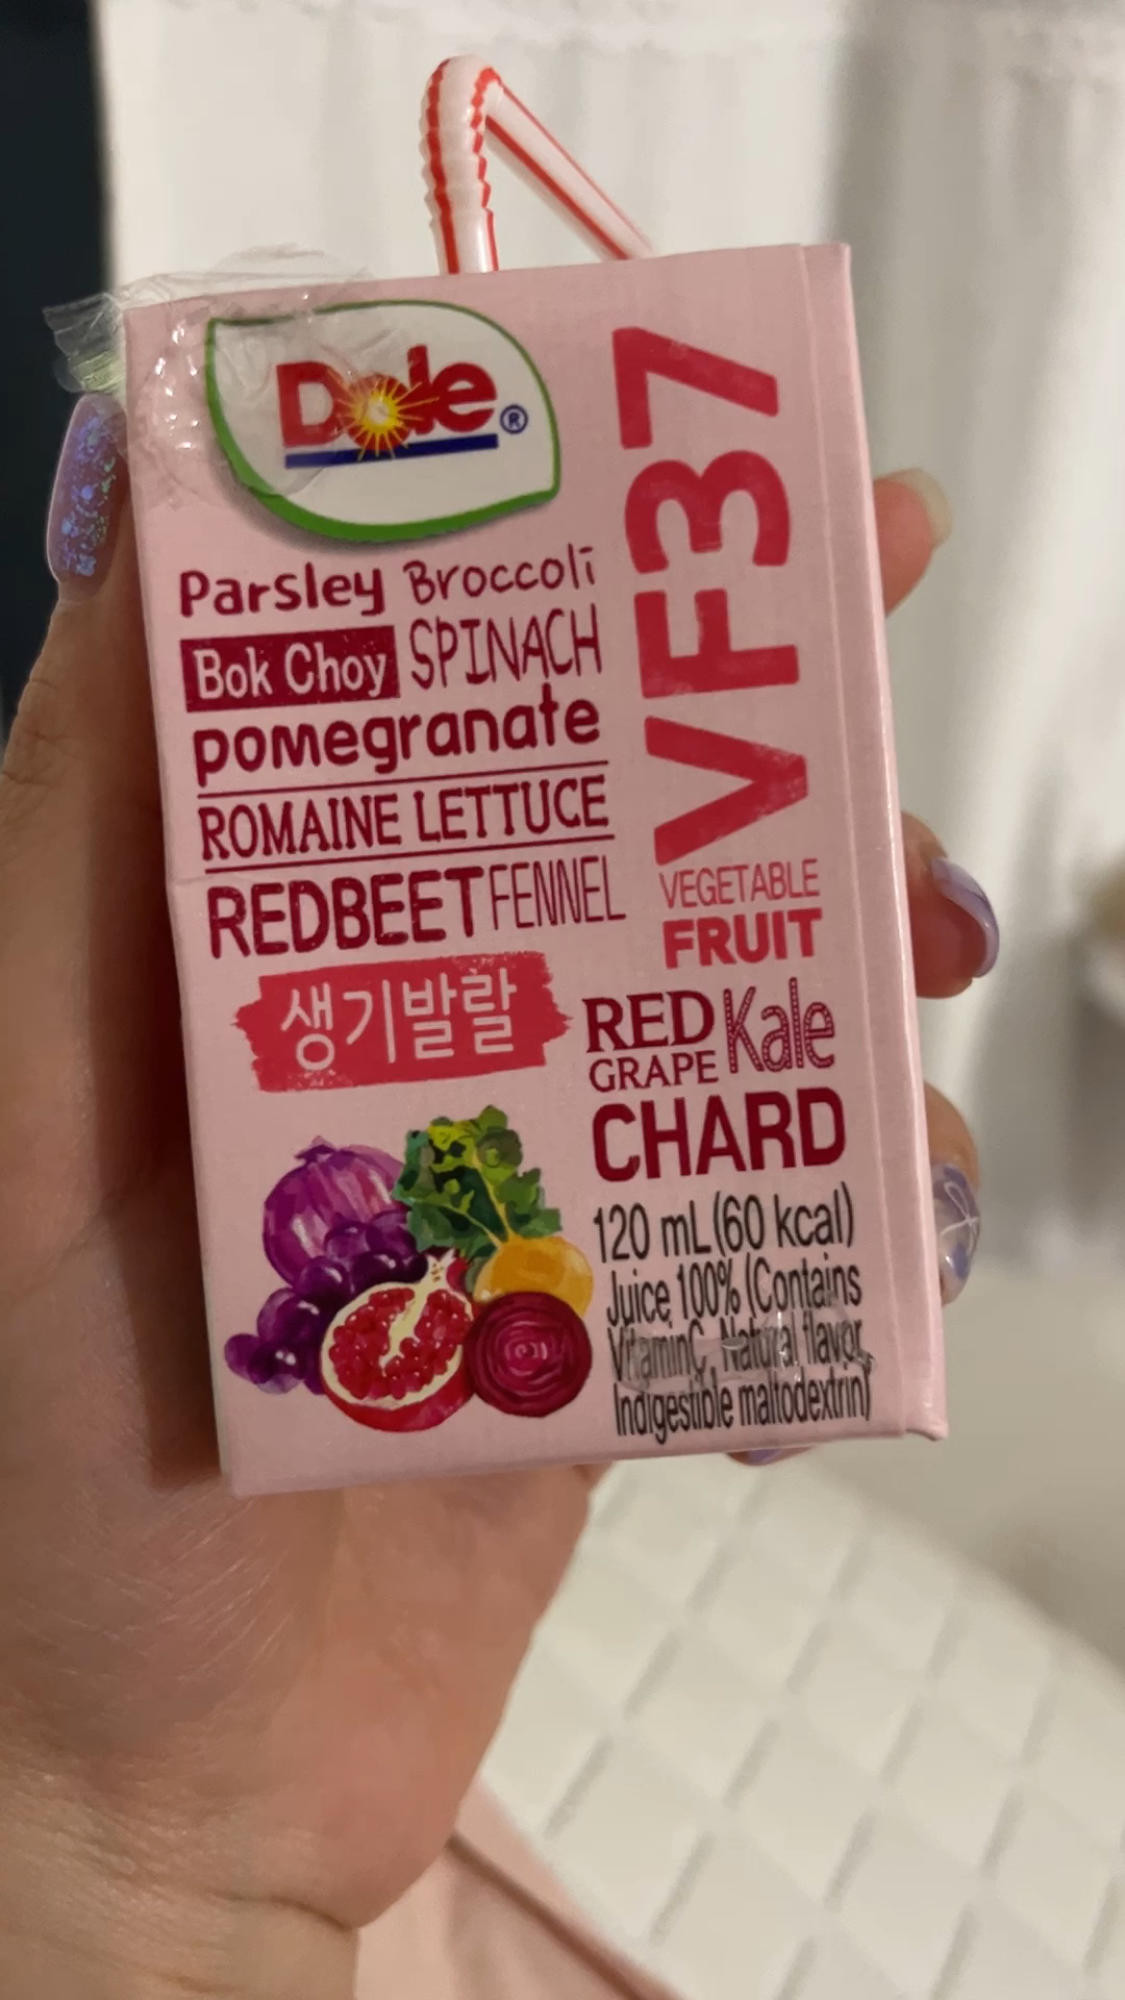 Dole®
VF37
VEGETABLE
FRUIT
Parsley Broccoli
Bok Choy SPINACH
pomegranate
ROMAINE LETTUCE
REDBEET FENNEL
생기발랄
RED
GRAPE
Kale
CHARD
120 mL (60 kcal)
Juice 100% (Contains
VitaminC, Natural flavor,
Indigestible maltodextrin)